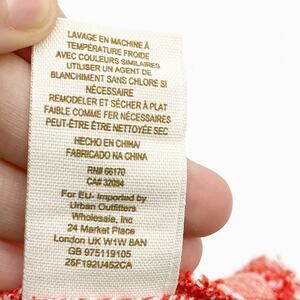 LAVAGE EN MACHINE À
TEMPÉRATURE FROIDE
AVEC COULEURS SIMILAIRES
UTILISER UN AGENT DE
BLANCHIMENT SANS CHLORE SI
NÉCESSAIRE
REMODELER ET SÉCHER À PLAT
FAIBLE COMME FER NÉCESSAIRES
PEUT-ÊTRE ÊTRE NETTOYÉE SEC
HECHO EN CHINA/
FABRICADO NA CHINA
RN# 66170
CA# 32054
For EU- Imported by
Urban Outfitters
Wholesale, Inc
24 Market Place
London UK W1W 8AN
GB 975119105
25F192U452CA